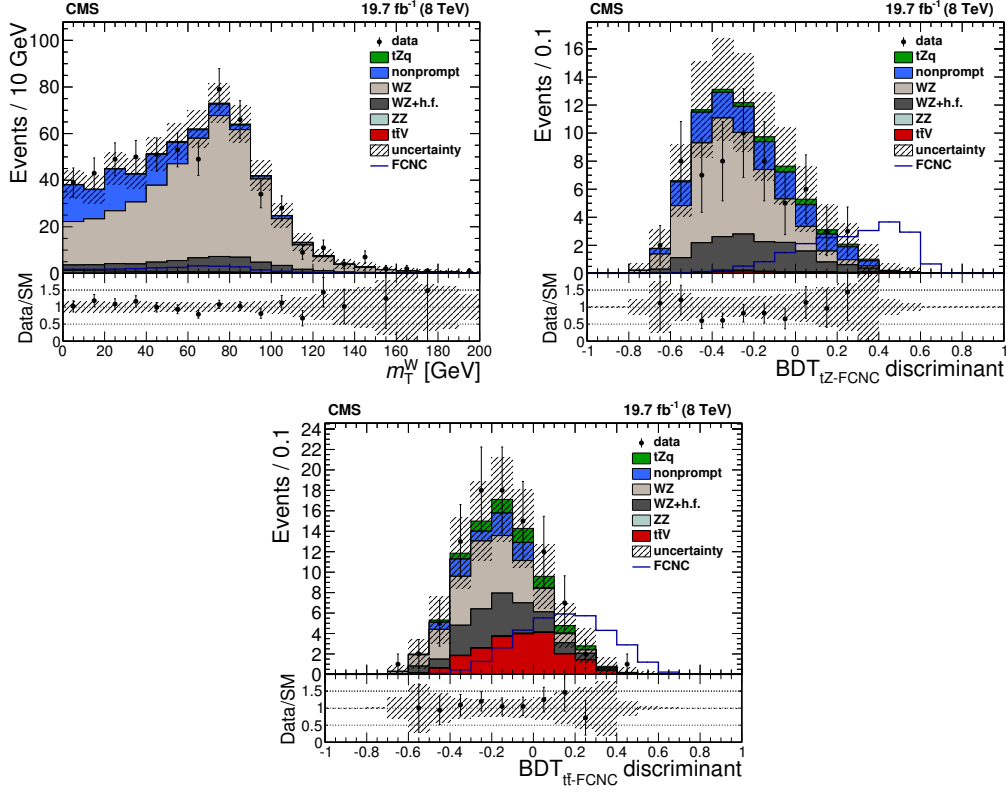 CMS 19.7 fb⁻¹ (8 TeV)
Events / 10 GeV
100
80
60
40
20
0
data
tZq
nonprompt
WZ
WZ+h.f.
ZZ
tt̄V
uncertainty
FCNC
Data/SM
1.5
1
0.5
0
0 20 40 60 80 100 120 140 160 180 200
m_T^W [GeV]
CMS 19.7 fb⁻¹ (8 TeV)
Events / 0.1
16
14
12
10
8
6
4
2
0
data
tZq
nonprompt
WZ
WZ+h.f.
ZZ
tt̄V
uncertainty
FCNC
Data/SM
1.5
1
0.5
0
-1 -0.8 -0.6 -0.4 -0.2 0 0.2 0.4 0.6 0.8 1
BDT_tZ-FCNC discriminant
CMS 19.7 fb⁻¹ (8 TeV)
Events / 0.1
24
22
20
18
16
14
12
10
8
6
4
2
0
data
tZq
nonprompt
WZ
WZ+h.f.
ZZ
tt̄V
uncertainty
FCNC
Data/SM
1.5
1
0.5
0
-1 -0.8 -0.6 -0.4 -0.2 0 0.2 0.4 0.6 0.8 1
BDT_tt̄-FCNC discriminant